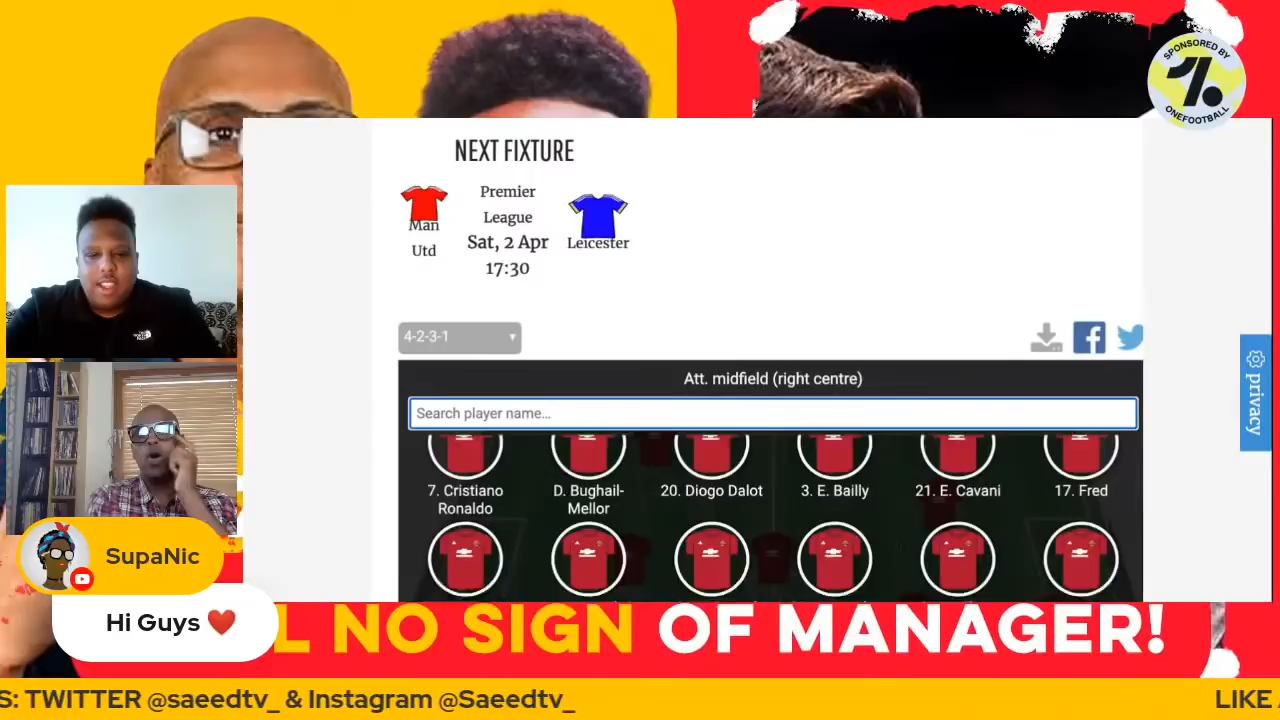 SPONSORED BY
ONEFOOTBALL
NEXT FIXTURE
Man
Utd
Premier
League
Sat, 2 Apr
17:30
Leicester
4-2-3-1
privacy
Att. midfield (right centre)
Search player name...
7. Cristiano
Ronaldo
D. Bughail-
Mellor
20. Diogo Dalot
3. E. Bailly
21. E. Cavani
17. Fred
SupaNic
Hi Guys ❤️
L NO SIGN OF MANAGER!
S: TWITTER @saeedtv_ & Instagram @Saeedtv_
LIKE